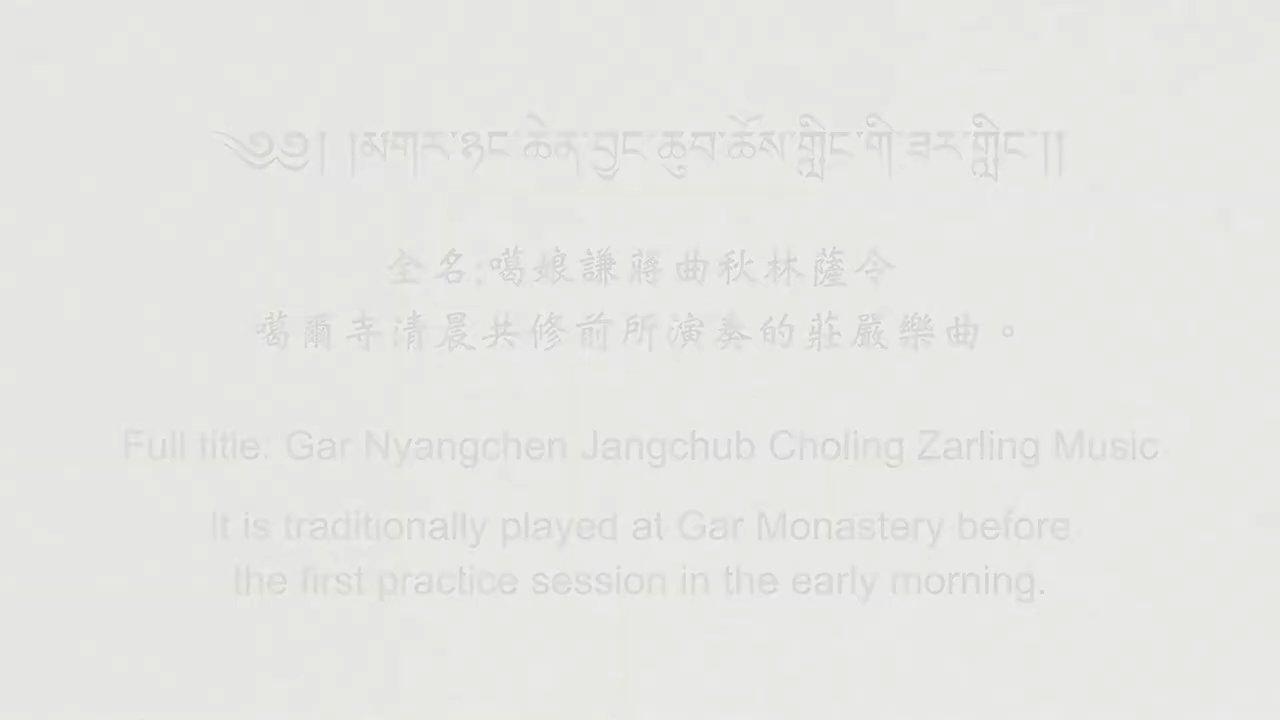 ༄༅། །མགར་ཉང་ཆེན་བྱང་ཆུབ་ཆོས་གླིང་གི་ཟར་གླིང་།།
全名:噶娘謙蔣曲秋林薩令
噶爾寺清晨共修前所演奏的莊嚴樂曲。
Full title: Gar Nyangchen Jangchub Choling Zarling Music
It is traditionally played at Gar Monastery before
the first practice session in the early morning.